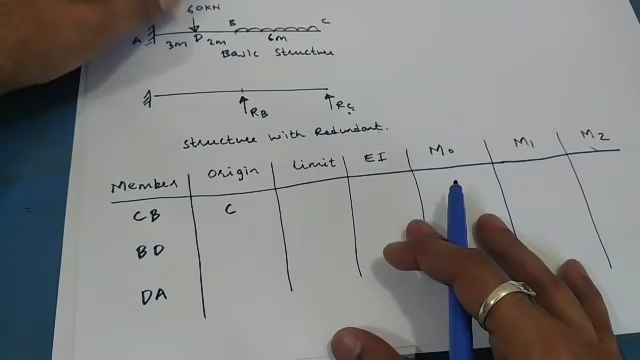 60KN
A 3m D 2m B 6m C
Basic Structure
RB RC
Structure with Redundant.
Member Origin Limit EI M0 M1 M2
CB C
BD
DA